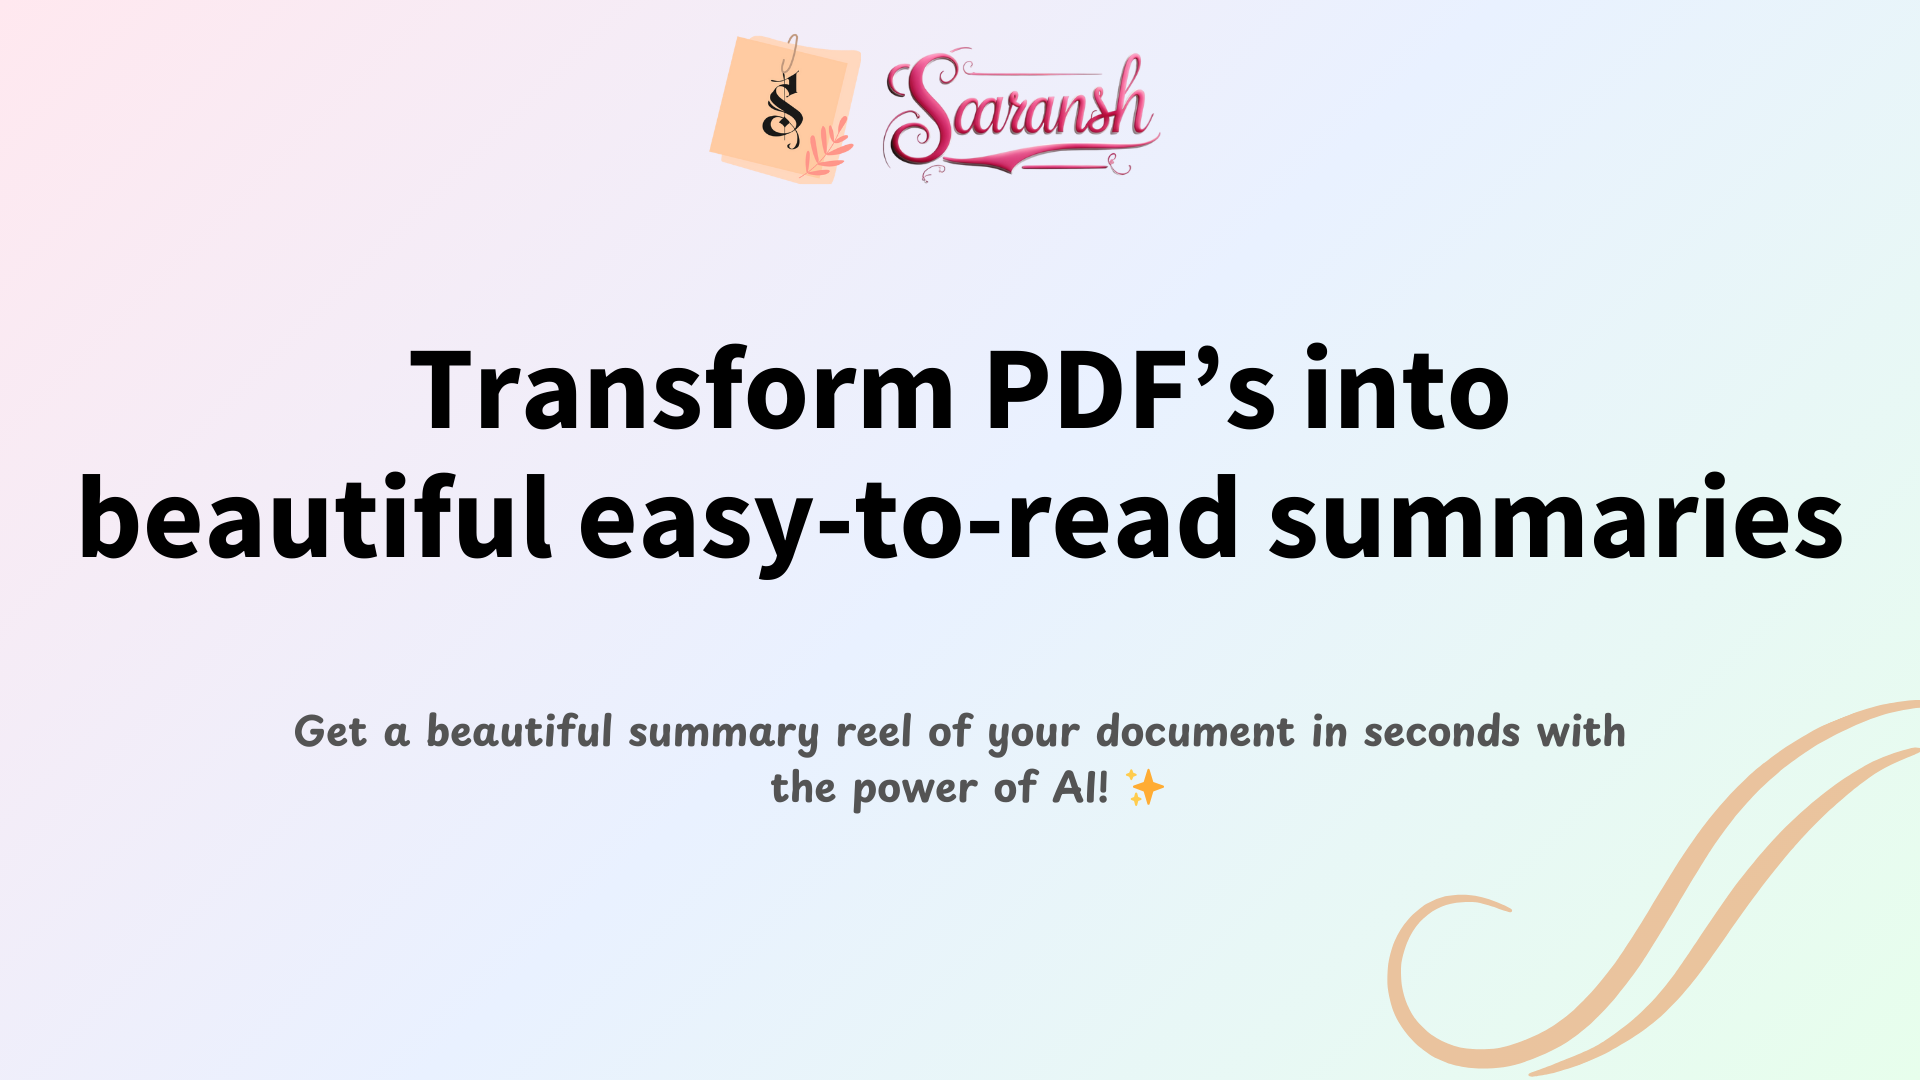 S
Saaransh
Transform PDF’s into
beautiful easy-to-read summaries
Get a beautiful summary reel of your document in seconds with
the power of AI! ✨